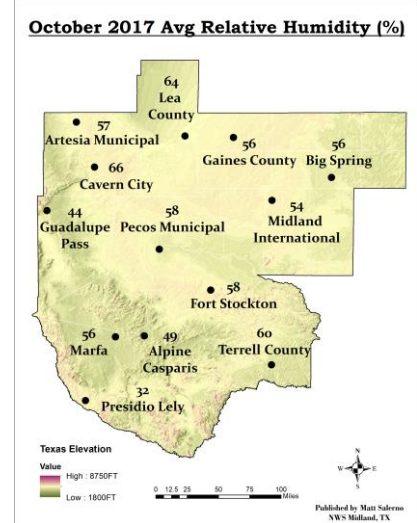 October 2017 Avg Relative Humidity (%)
64
Lea
County
57
Artesia Municipal
56
Gaines County
56
Big Spring
66
Cavern City
44
Guadalupe
Pass
58
Pecos Municipal
54
Midland
International
58
Fort Stockton
56
Marfa
49
Alpine
Casparis
60
Terrell County
32
Presidio Lely
Texas Elevation
Value
High : 8750FT
Low : 1800FT
0 12.5 25 50 75 100
Miles
N
W E
S
Published by Matt Salerno
NWS Midland, TX